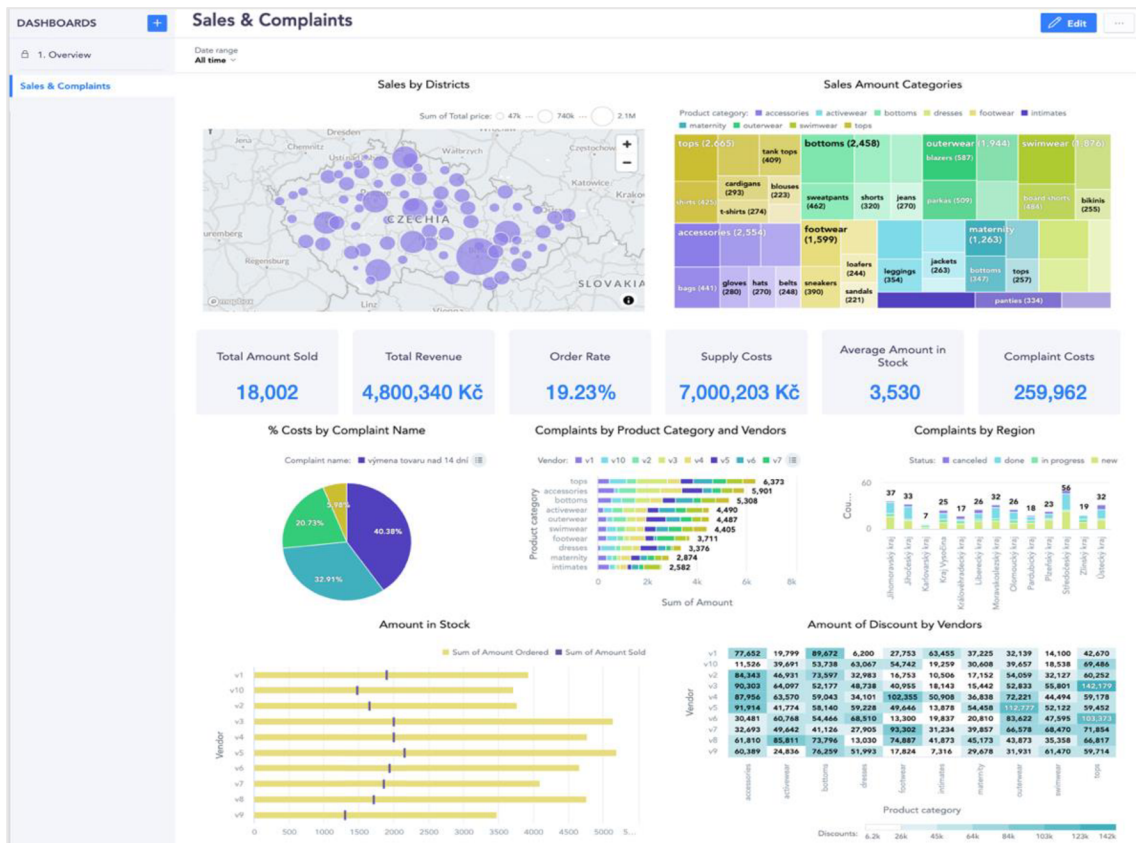 DASHBOARDS
+
1. Overview
Sales & Complaints
Sales & Complaints
Edit
...
Date range
All time
Sales by Districts
Sum of Total price: 47k — 740k — 2.1M
+
−
Jena
Chemnitz
Dresden
Wałbrzych
Częstochow
Katowice
Krako
CZECHIA
uremberg
Regensburg
SLOVAKIA
mapbox
Linz
Vienna
Sales Amount Categories
Product category: accessories activewear bottoms dresses footwear intimates
maternity outerwear swimwear tops
tops (2,665)
tank tops (409)
cardigans (293)
blouses (223)
shirts (425)
t-shirts (274)
bottoms (2,458)
sweatpants (462)
shorts (320)
jeans (270)
outerwear (1,944)
blazers (587)
parkas (509)
swimwear (1,876)
board shorts (484)
bikinis (255)
accessories (2,554)
bags (441)
gloves (280)
hats (270)
belts (248)
footwear (1,599)
loafers (244)
sneakers (390)
sandals (221)
leggings (354)
jackets (263)
maternity (1,263)
bottoms (347)
tops (257)
panties (334)
Total Amount Sold
18,002
Total Revenue
4,800,340 Kč
Order Rate
19.23%
Supply Costs
7,000,203 Kč
Average Amount in Stock
3,530
Complaint Costs
259,962
% Costs by Complaint Name
Complaint name: výmena tovaru nad 14 dní
5.98%
20.73%
40.38%
32.91%
Complaints by Product Category and Vendors
Vendor: v1 v10 v2 v3 v4 v5 v6 v7
Product category
tops 6,373
accessories 5,901
bottoms 5,308
activewear 4,490
outerwear 4,487
swimwear 4,405
footwear 3,711
dresses 3,376
maternity 2,874
intimates 2,582
0 2k 4k 6k 8k
Sum of Amount
Complaints by Region
Status: canceled done in progress new
Cou...
60
0
37 33 7 25 17 26 32 26 18 23 56 19 32
Jihomoravský kraj
Jihočeský kraj
Karlovarský kraj
Kraj Vysočina
Královéhradecký kraj
Liberecký kraj
Moravskoslezský kraj
Olomoucký kraj
Pardubický kraj
Plzeňský kraj
Středočeský kraj
Zlínský kraj
Ústecký kraj
Amount in Stock
Sum of Amount Ordered Sum of Amount Sold
Vendor
v1
v10
v2
v3
v4
v5
v6
v7
v8
v9
0 500 1000 1500 2000 2500 3000 3500 4000 4500 5000 5...
Amount of Discount by Vendors
Vendor
v1 77,652 19,799 89,672 6,200 27,753 63,455 37,225 32,139 14,100 42,670
v10 11,526 39,691 53,738 63,067 54,742 19,259 30,608 39,657 18,538 69,486
v2 84,343 46,931 73,597 32,983 16,753 10,506 17,152 54,059 32,127 60,252
v3 90,303 64,097 52,177 48,738 40,955 18,143 15,442 52,833 55,801 142,179
v4 87,956 63,570 59,043 34,101 102,355 50,908 36,838 72,221 44,494 59,178
v5 91,914 41,774 58,140 59,228 49,646 13,878 54,458 112,777 52,122 59,452
v6 30,481 60,768 54,466 68,510 13,300 19,837 20,810 83,622 47,595 103,373
v7 32,693 49,642 41,126 27,905 93,302 31,234 39,857 66,578 68,470 71,854
v8 61,810 85,811 73,796 13,030 74,887 41,873 45,173 43,873 35,358 66,817
v9 60,389 24,836 76,259 51,993 17,824 7,316 29,678 31,931 61,470 59,714
accessories
activewear
bottoms
dresses
footwear
intimates
maternity
outerwear
swimwear
tops
Product category
Discounts: 6.2k 26k 45k 64k 84k 103k 123k 142k